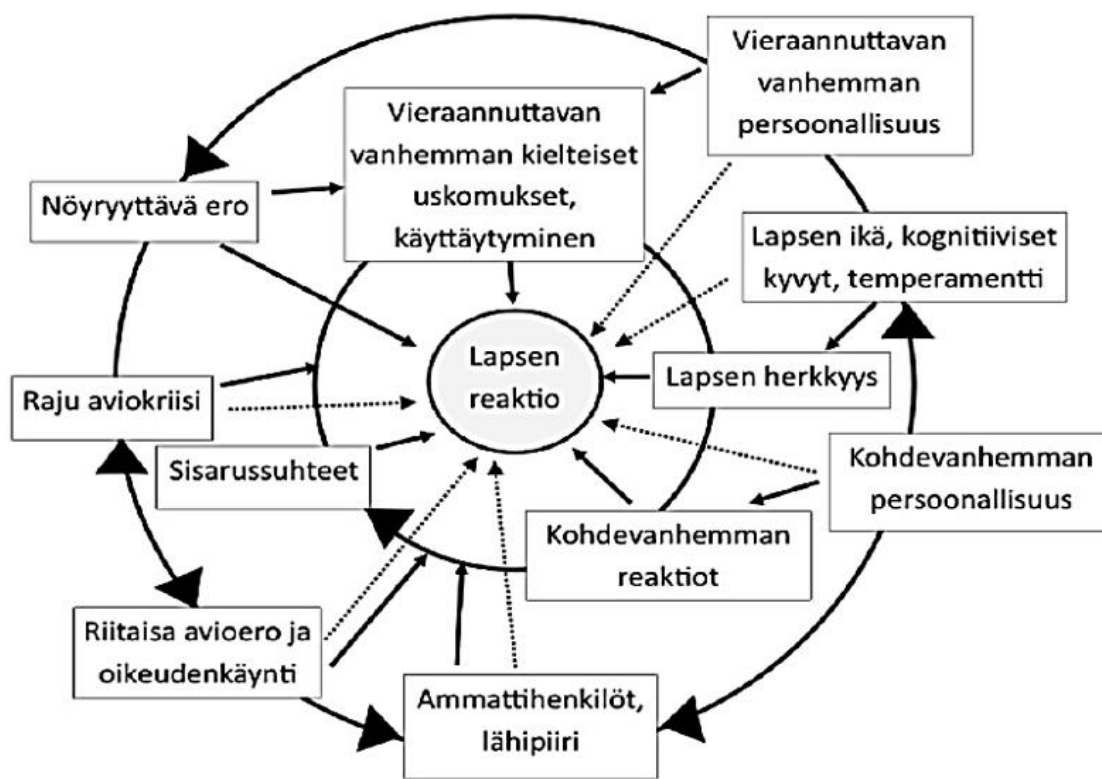 Vieraannuttavan
vanhemman
persoonallisuus
Vieraannuttavan
vanhemman kielteiset
uskomukset,
käyttäytyminen
Nöyryyttävä ero
Lapsen ikä, kognitiiviset
kyvyt, temperamentti
Lapsen
reaktio
Lapsen herkkyys
Raju aviokriisi
Sisarussuhteet
Kohdevanhemman
persoonallisuus
Kohdevanhemman
reaktiot
Riitaisa avioero ja
oikeudenkäynti
Ammattihenkilöt,
lähipiiri